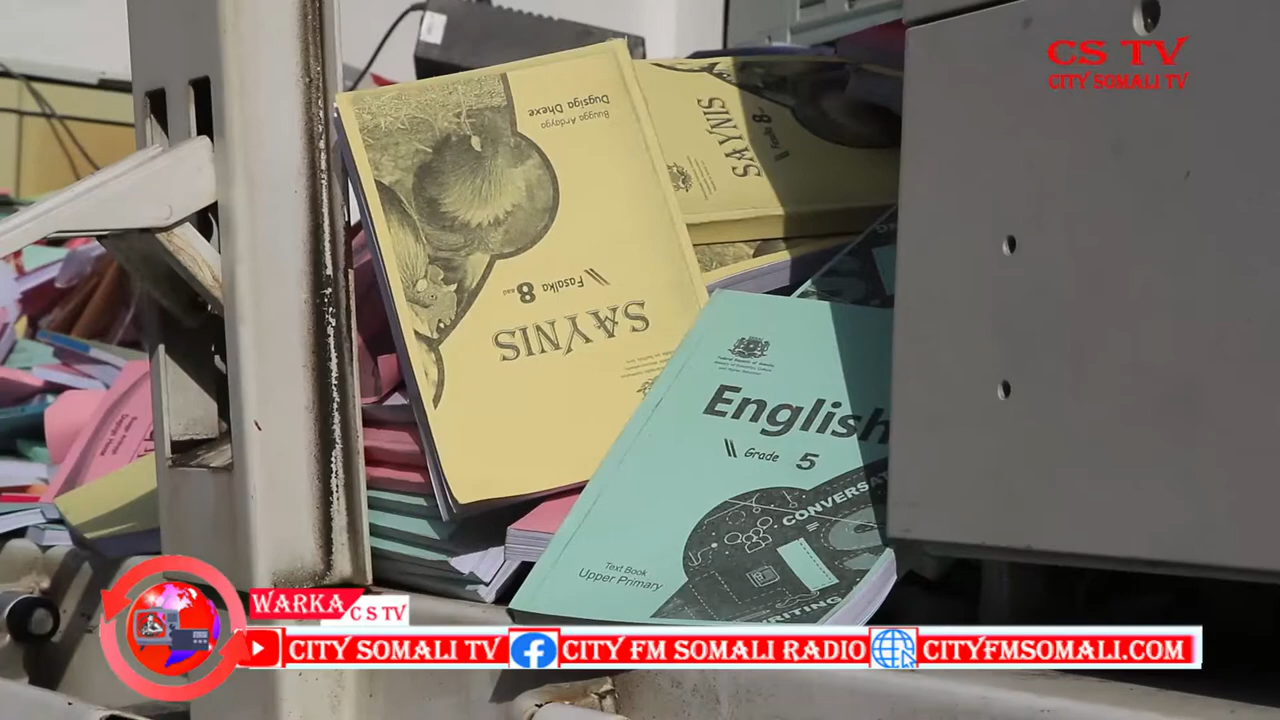 CS TV
CITY SOMALI TV
Buugga Ardayga
Dugsiga Dhexe
Fasalka 8aad
SAYNIS
SAYNIS
8
English
Grade 5
CONVERSAT
Text Book
Upper Primary
WRITING
WARKA
CS TV
CITY SOMALI TV
CITY FM SOMALI RADIO
CITYFMSOMALI.COM